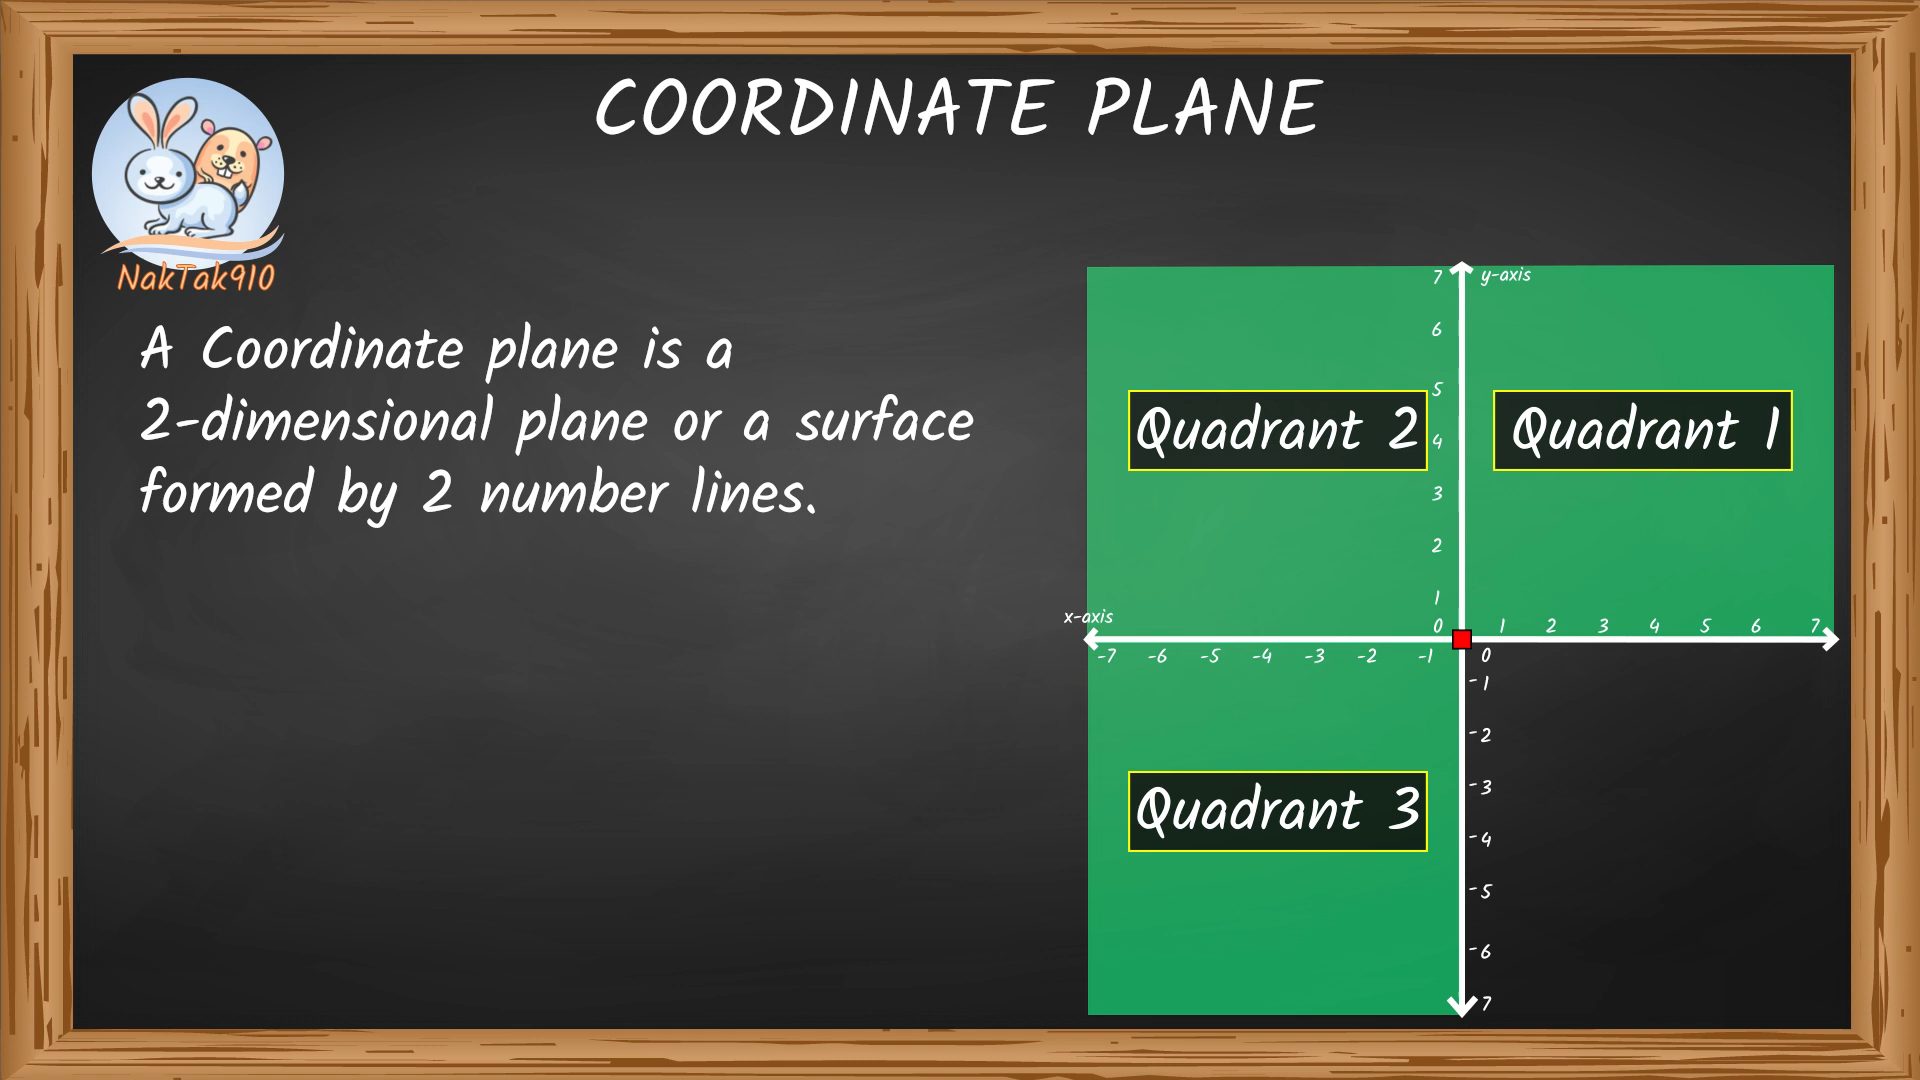 COORDINATE PLANE
NakTak910
A Coordinate plane is a
2-dimensional plane or a surface
formed by 2 number lines.
7 y-axis
6
5
Quadrant 2 Quadrant 1
4
3
2
1
x-axis
0 1 2 3 4 5 6 7
-7 -6 -5 -4 -3 -2 -1 0
-1
-2
Quadrant 3
-3
-4
-5
-6
7